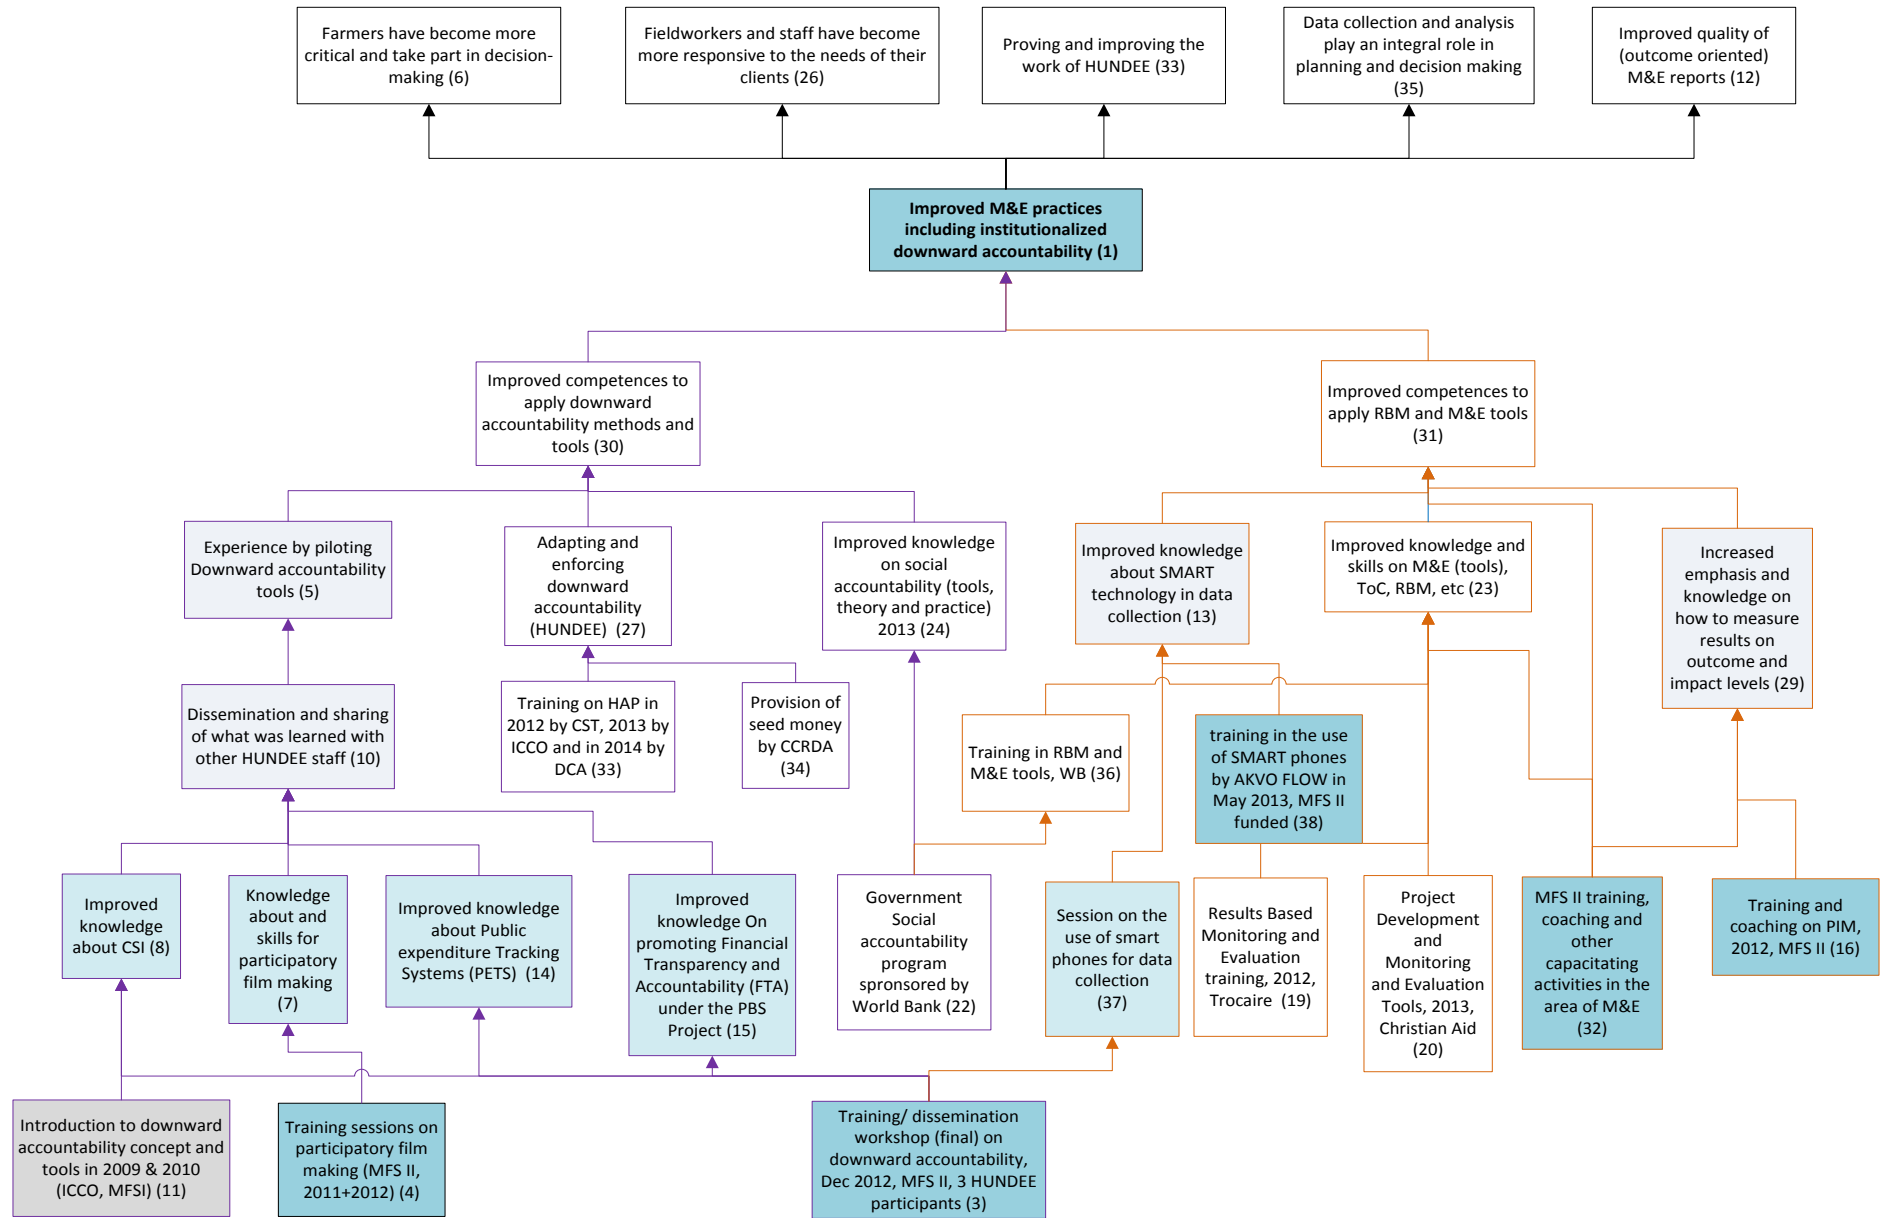 Farmers have become more
critical and take part in decision-
making (6)
Fieldworkers and staff have become
more responsive to the needs of their
clients (26)
Proving and improving the
work of HUNDEE (33)
Data collection and analysis
play an integral role in
planning and decision making
(35)
Improved quality of
(outcome oriented)
M&E reports (12)
Improved M&E practices
including institutionalized
downward accountability (1)
Improved competences to
apply downward
accountability methods and
tools (30)
Improved competences to
apply RBM and M&E tools
(31)
Experience by piloting
Downward accountability
tools (5)
Adapting and
enforcing
downward
accountability
(HUNDEE)  (27)
Improved knowledge
on social
accountability (tools,
theory and practice)
2013 (24)
Improved knowledge
about SMART
technology in data
collection (13)
Improved knowledge and
skills on M&E (tools),
ToC, RBM, etc (23)
Increased
emphasis and
knowledge on
how to measure
results on
outcome and
impact levels (29)
Dissemination and sharing
of what was learned with
other HUNDEE staff (10)
Training on HAP in
2012 by CST, 2013 by
ICCO and in 2014 by
DCA (33)
Provision of
seed money
by CCRDA
(34)
Training in RBM and
M&E tools, WB (36)
training in the use
of SMART phones
by AKVO FLOW in
May 2013, MFS II
funded (38)
Improved
knowledge
about CSI (8)
Knowledge
about and
skills for
participatory
film making
(7)
Improved knowledge
about Public
expenditure Tracking
Systems (PETS)  (14)
Improved
knowledge On
promoting Financial
Transparency and
Accountability (FTA)
under the PBS
Project (15)
Government
Social
accountability
program
spronsored by
World Bank (22)
Session on the
use of smart
phones for data
collection
(37)
Results Based
Monitoring and
Evaluation
training, 2012,
Trocaire  (19)
Project
Development
and
Monitoring
and Evaluation
Tools, 2013,
Christian Aid
(20)
MFS II training,
coaching and
other
capacitating
activities in the
area of M&E
(32)
Training and
coaching on PIM,
2012, MFS II (16)
Introduction to downward
accountability concept and
tools in 2009 & 2010
(ICCO, MFSI) (11)
Training sessions on
participatory film
making (MFS II,
2011+2012) (4)
Training/ dissemination
workshop (final) on
downward accountability,
Dec 2012, MFS II, 3 HUNDEE
participants (3)